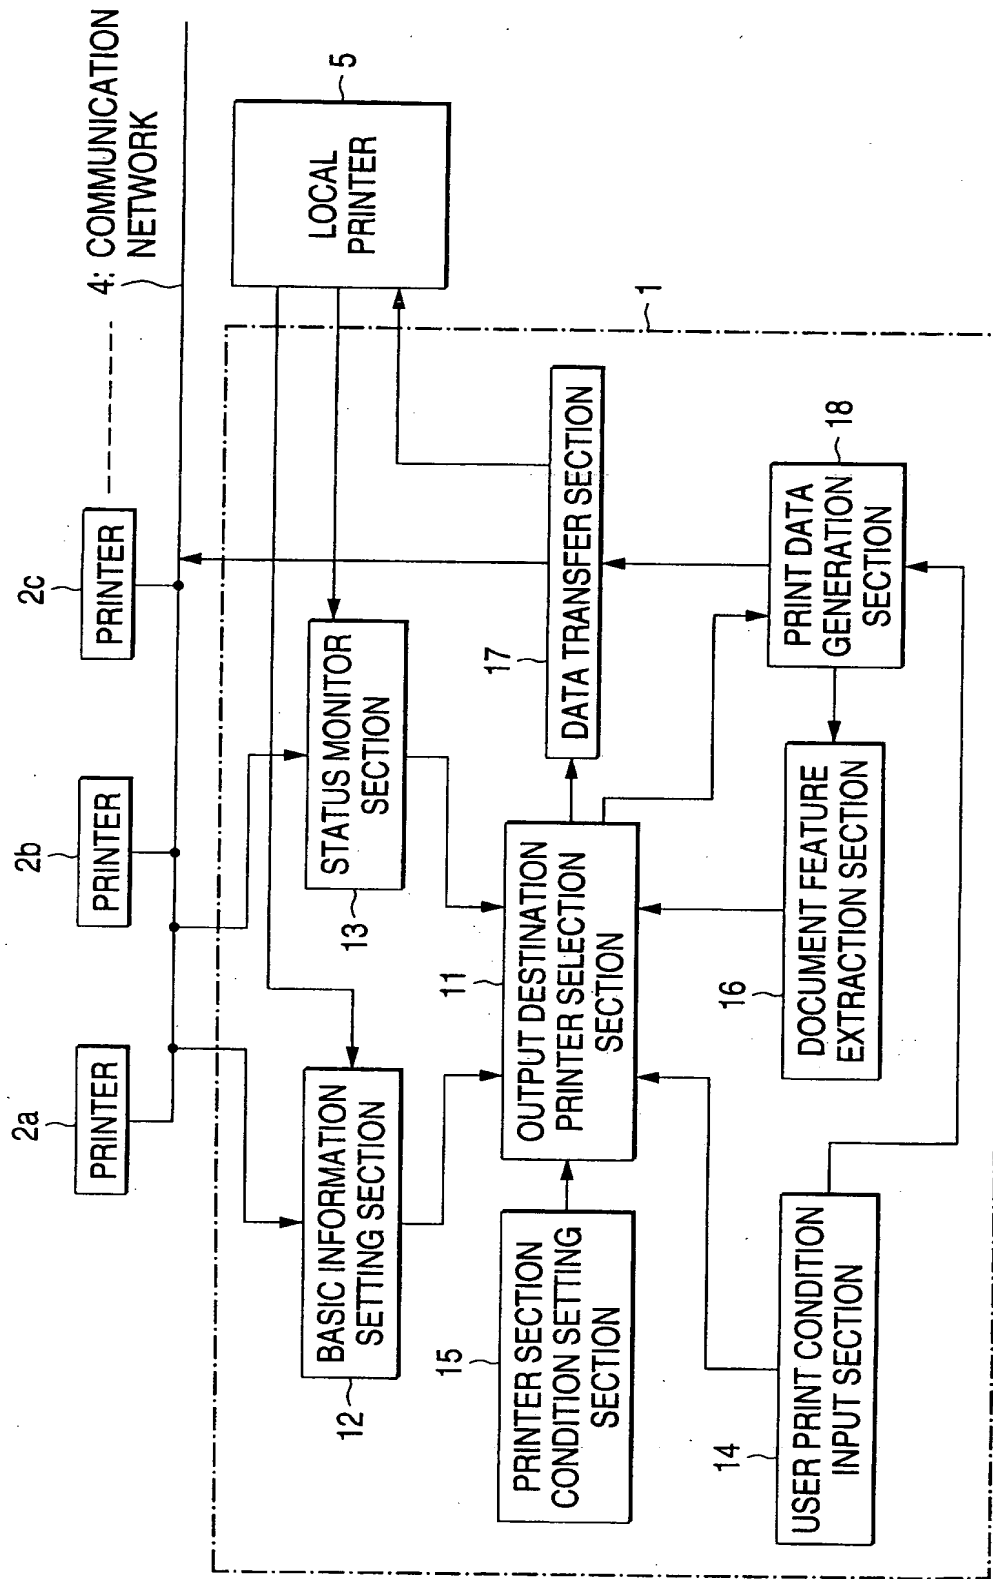 2a
PRINTER
2b
PRINTER
2c
PRINTER
4: COMMUNICATION
NETWORK
5
LOCAL
PRINTER
1
12
BASIC INFORMATION
SETTING SECTION
13
STATUS MONITOR
SECTION
15
PRINTER SECTION
CONDITION SETTING
SECTION
11
OUTPUT DESTINATION
PRINTER SELECTION
SECTION
17
DATA TRANSFER SECTION
14
USER PRINT CONDITION
INPUT SECTION
16
DOCUMENT FEATURE
EXTRACTION SECTION
18
PRINT DATA
GENERATION
SECTION